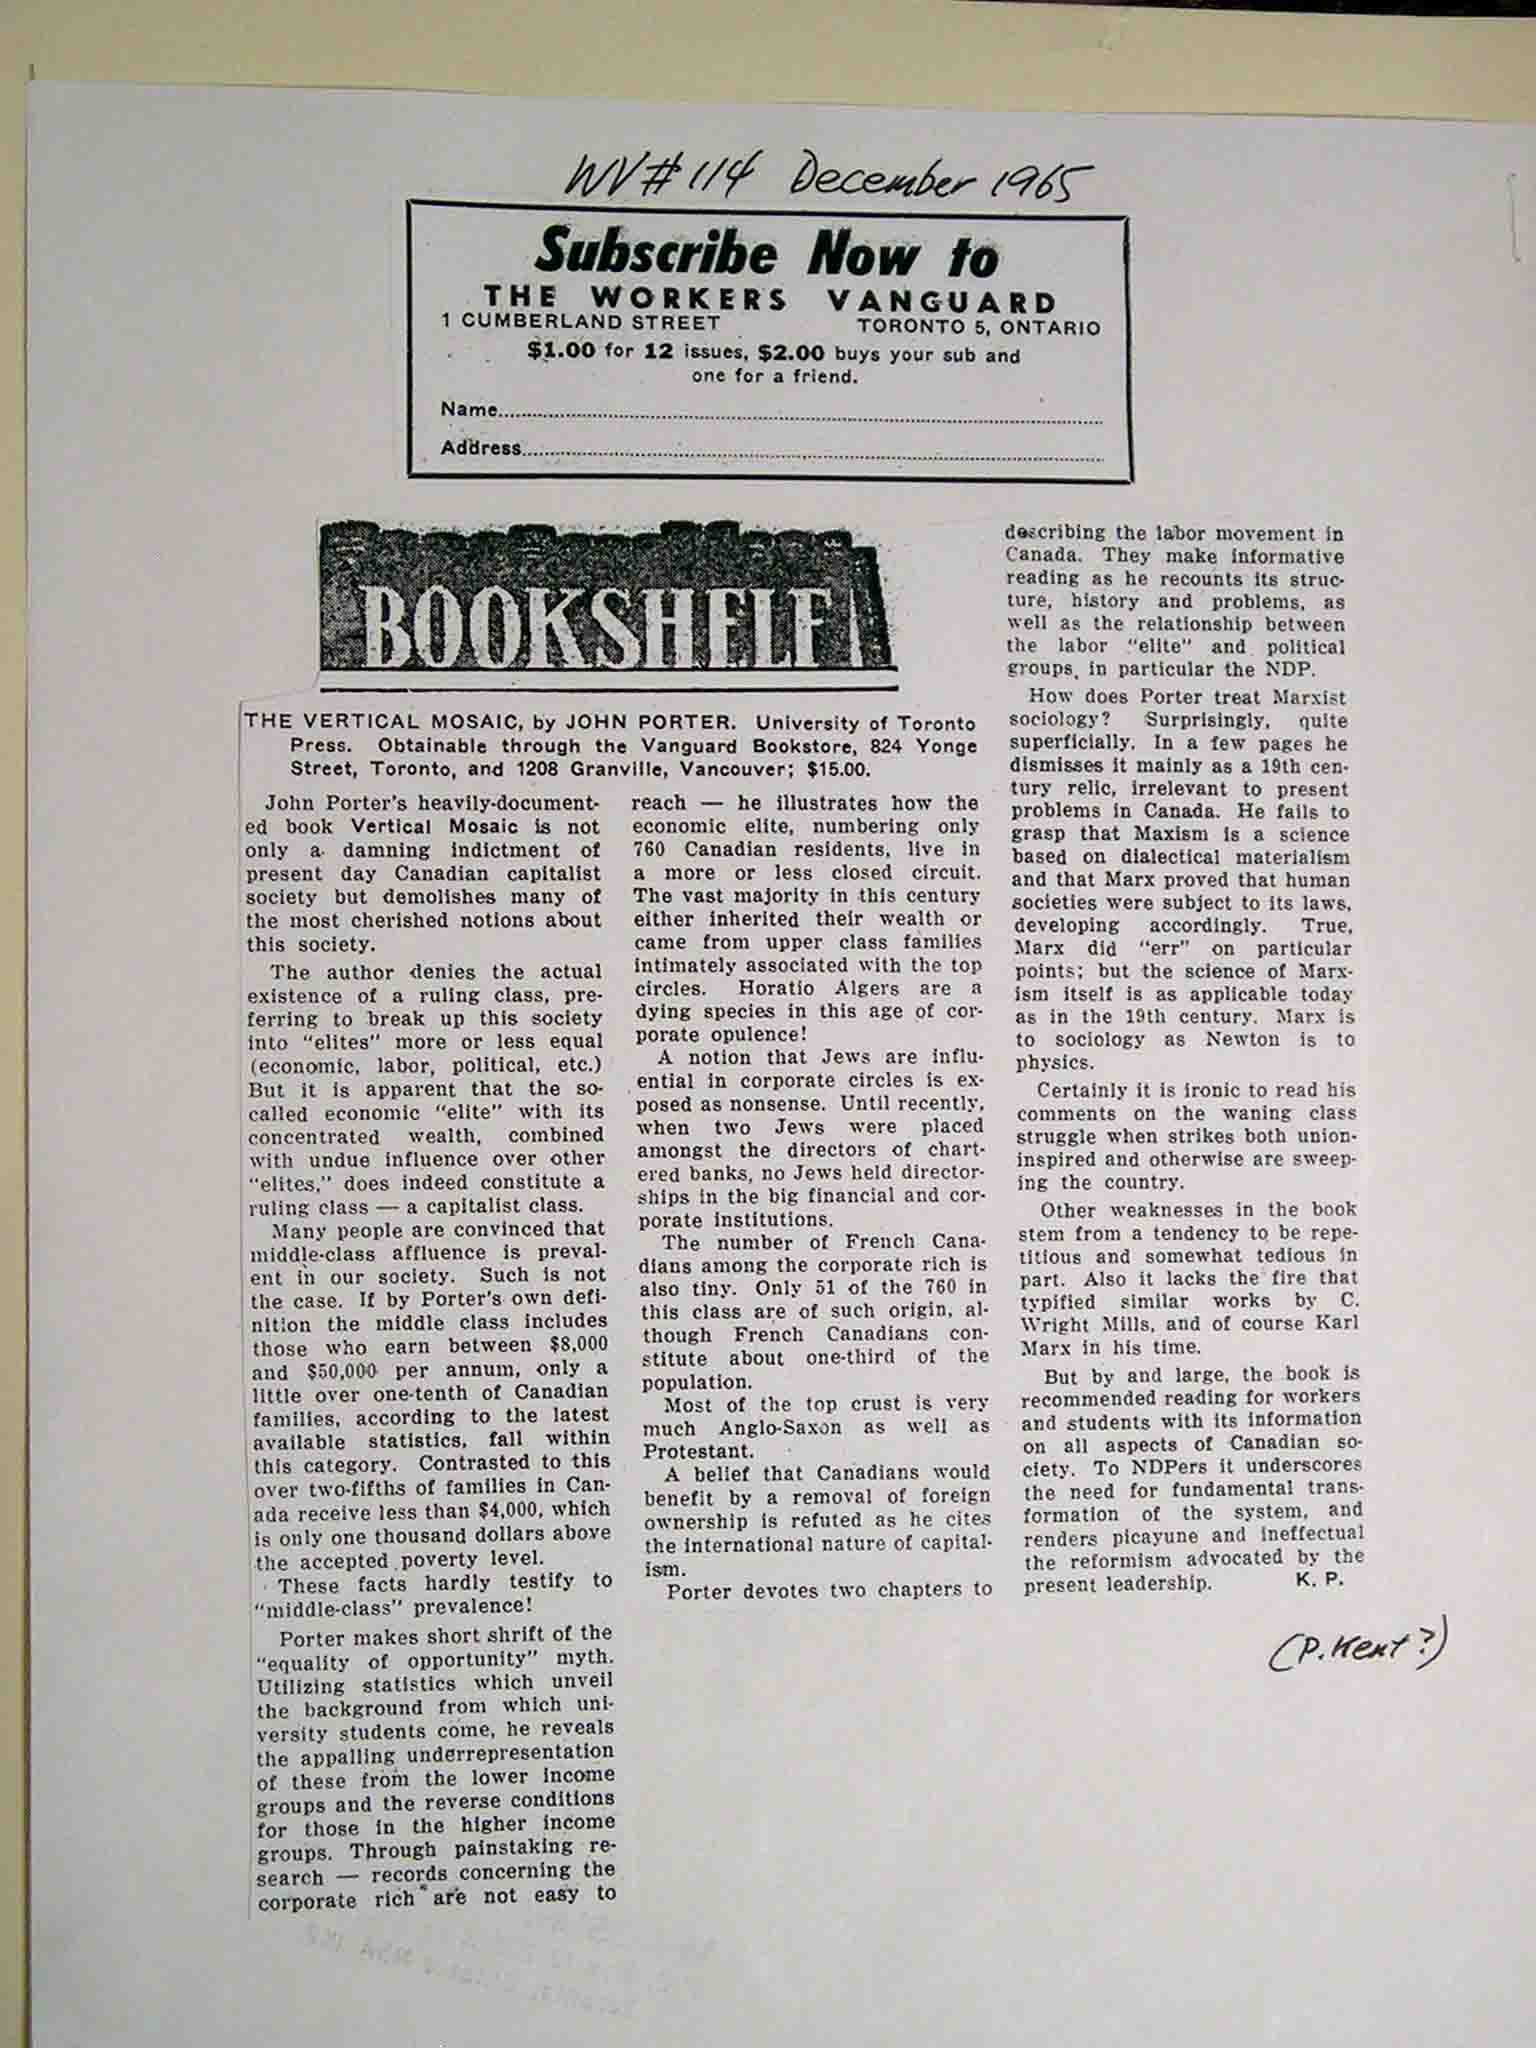 WV# 114 December 1965
Subscribe Now to
THE WORKERS VANGUARD
1 CUMBERLAND STREET TORONTO 5, ONTARIO
$1.00 for 12 issues, $2.00 buys your sub and
one for a friend.
Name
Address
BOOKSHELF
THE VERTICAL MOSAIC, by JOHN PORTER. University of Toronto
Press. Obtainable through the Vanguard Bookstore, 824 Yonge
Street, Toronto, and 1208 Granville, Vancouver; $15.00.
John Porter's heavily-document-
ed book Vertical Mosaic is not
only a damning indictment of
present day Canadian capitalist
society but demolishes many of
the most cherished notions about
this society.
The author denies the actual
existence of a ruling class, pre-
ferring to break up this society
into "elites" more or less equal
(economic, labor, political, etc.)
But it is apparent that the so-
called economic "elite" with its
concentrated wealth, combined
with undue influence over other
"elites," does indeed constitute a
ruling class — a capitalist class.
Many people are convinced that
middle-class affluence is preval-
ent in our society. Such is not
the case. If by Porter's own defi-
nition the middle class includes
those who earn between $8,000
and $50,000 per annum, only a
little over one-tenth of Canadian
families, according to the latest
available statistics, fall within
this category. Contrasted to this
over two-fifths of families in Can-
ada receive less than $4,000, which
is only one thousand dollars above
the accepted poverty level.
These facts hardly testify to
"middle-class" prevalence!
Porter makes short shrift of the
"equality of opportunity" myth.
Utilizing statistics which unveil
the background from which uni-
versity students come, he reveals
the appalling underrepresentation
of these from the lower income
groups and the reverse conditions
for those in the higher income
groups. Through painstaking re-
search — records concerning the
corporate rich are not easy to
reach — he illustrates how the
economic elite, numbering only
760 Canadian residents, live in
a more or less closed circuit.
The vast majority in this century
either inherited their wealth or
came from upper class families
intimately associated with the top
circles. Horatio Algers are a
dying species in this age of cor-
porate opulence!
A notion that Jews are influ-
ential in corporate circles is ex-
posed as nonsense. Until recently,
when two Jews were placed
amongst the directors of chart-
ered banks, no Jews held director-
ships in the big financial and cor-
porate institutions.
The number of French Cana-
dians among the corporate rich is
also tiny. Only 51 of the 760 in
this class are of such origin, al-
though French Canadians con-
stitute about one-third of the
population.
Most of the top crust is very
much Anglo-Saxon as well as
Protestant.
A belief that Canadians would
benefit by a removal of foreign
ownership is refuted as he cites
the international nature of capital-
ism.
Porter devotes two chapters to
describing the labor movement in
Canada. They make informative
reading as he recounts its struc-
ture, history and problems, as
well as the relationship between
the labor "elite" and political
groups, in particular the NDP.
How does Porter treat Marxist
sociology? Surprisingly, quite
superficially. In a few pages he
dismisses it mainly as a 19th cen-
tury relic, irrelevant to present
problems in Canada. He fails to
grasp that Maxism is a science
based on dialectical materialism
and that Marx proved that human
societies were subject to its laws,
developing accordingly. True,
Marx did "err" on particular
points; but the science of Marx-
ism itself is as applicable today
as in the 19th century. Marx is
to sociology as Newton is to
physics.
Certainly it is ironic to read his
comments on the waning class
struggle when strikes both union-
inspired and otherwise are sweep-
ing the country.
Other weaknesses in the book
stem from a tendency to be repe-
titious and somewhat tedious in
part. Also it lacks the fire that
typified similar works by C.
Wright Mills, and of course Karl
Marx in his time.
But by and large, the book is
recommended reading for workers
and students with its information
on all aspects of Canadian so-
ciety. To NDPers it underscores
the need for fundamental trans-
formation of the system, and
renders picayune and ineffectual
the reformism advocated by the
present leadership. K. P.
(P. Kent?)